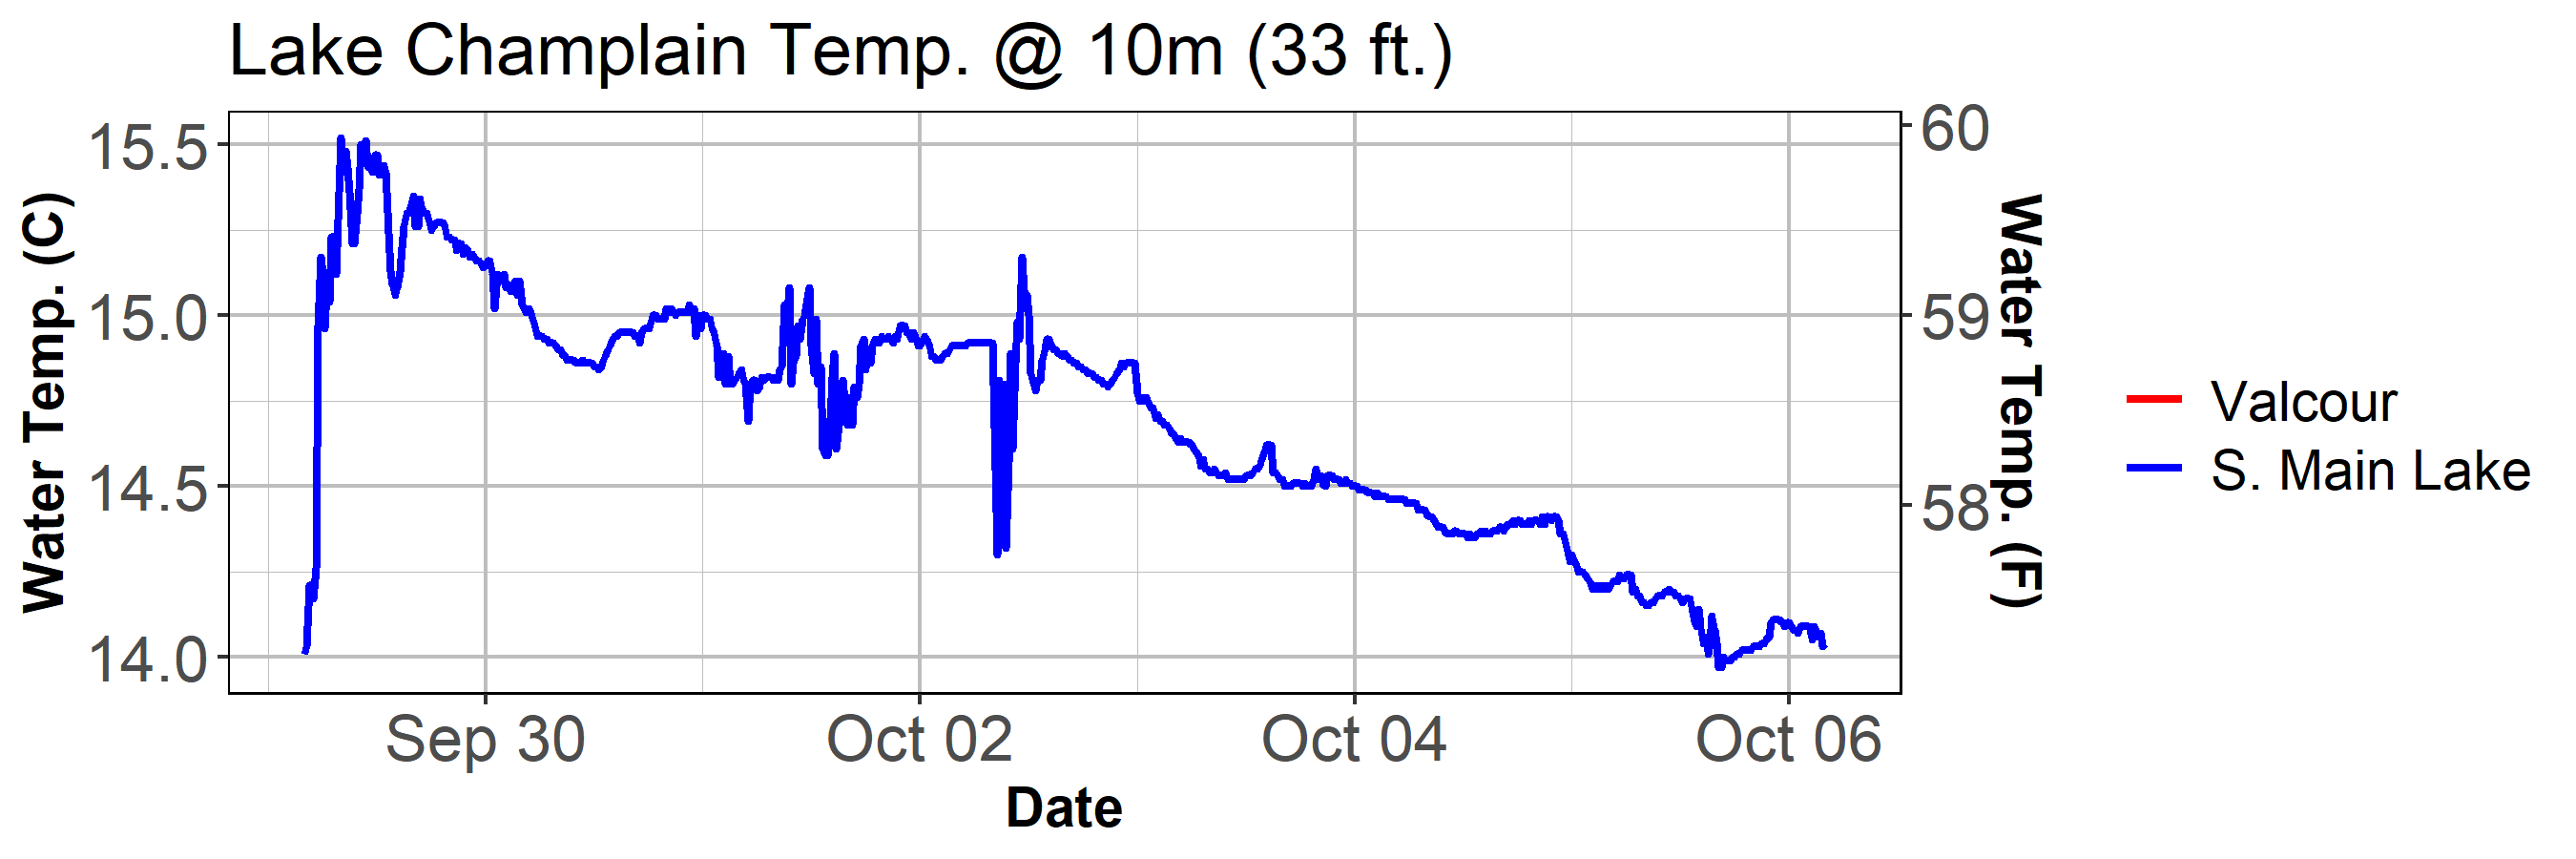 Lake Champlain Temp. @ 10m (33 ft.)
Water Temp. (C)
15.5
15.0
14.5
14.0
60
59
58
Water Temp. (F)
Sep 30
Oct 02
Oct 04
Oct 06
Date
Valcour
S. Main Lake